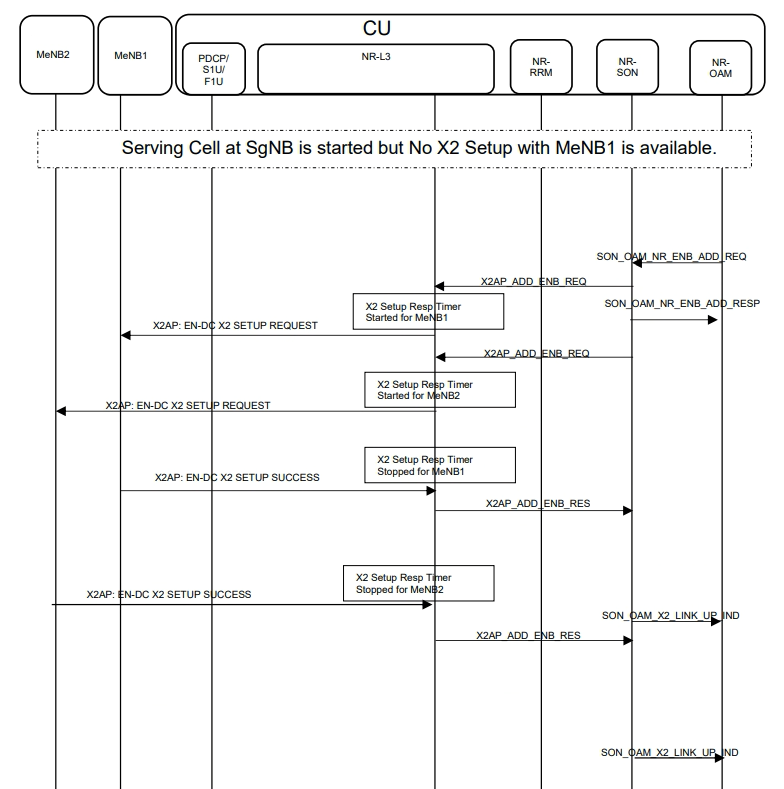 CU
MeNB2
MeNB1
PDCP/
S1U/
F1U
NR-L3
NR-
RRM
NR-
SON
NR-
OAM
Serving Cell at SgNB is started but No X2 Setup with MeNB1 is available.
SON_OAM_NR_ENB_ADD_REQ
X2AP_ADD_ENB_REQ
SON_OAM_NR_ENB_ADD_RESP
X2 Setup Resp Timer
Started for MeNB1
X2AP: EN-DC X2 SETUP REQUEST
X2AP_ADD_ENB_REQ
X2 Setup Resp Timer
Started for MeNB2
X2AP: EN-DC X2 SETUP REQUEST
X2 Setup Resp Timer
Stopped for MeNB1
X2AP: EN-DC X2 SETUP SUCCESS
X2AP_ADD_ENB_RES
X2 Setup Resp Timer
Stopped for MeNB2
X2AP: EN-DC X2 SETUP SUCCESS
SON_OAM_X2_LINK_UP_IND
X2AP_ADD_ENB_RES
SON_OAM_X2_LINK_UP_IND